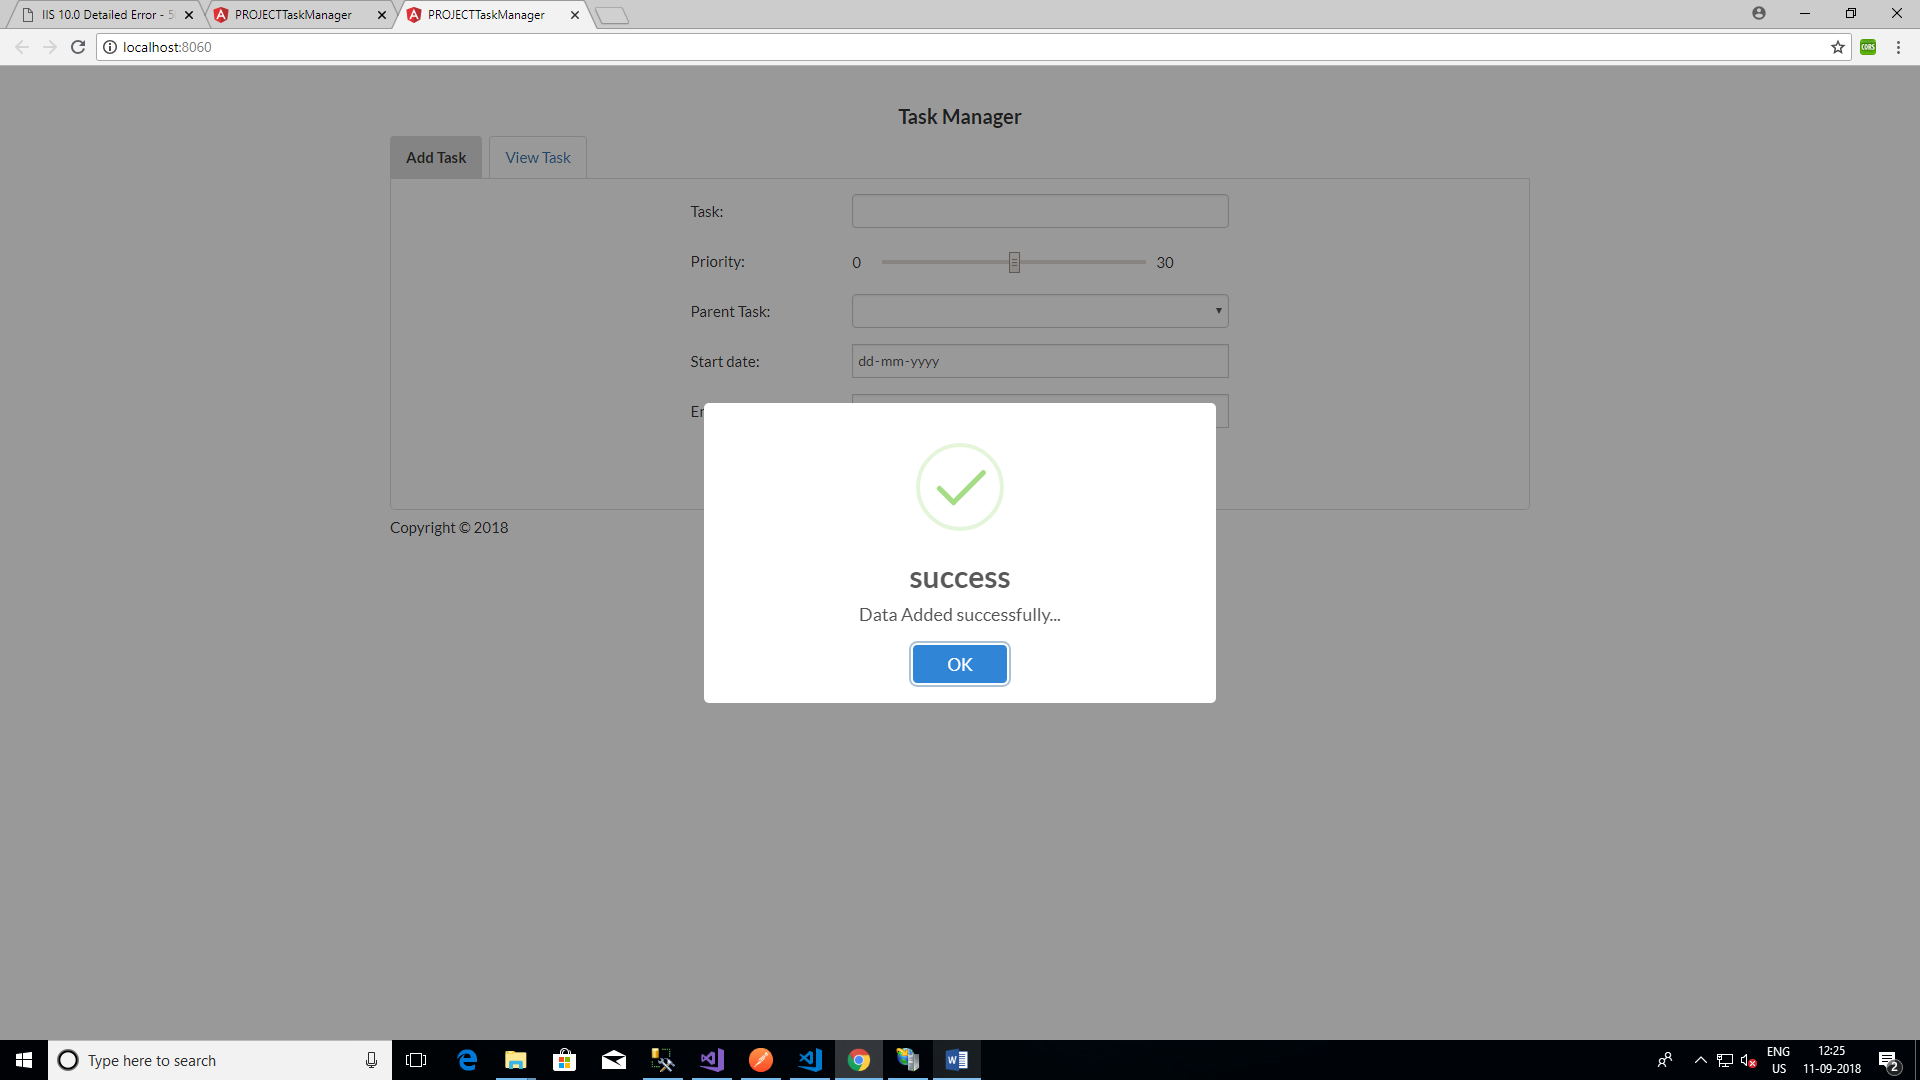 IIS 10.0 Detailed Error - 5
PROJECTTaskManager
PROJECTTaskManager
localhost:8060
CORS
Task Manager
Add Task
View Task
Task:
Priority:
0
30
Parent Task:
Start date:
dd-mm-yyyy
success
Data Added successfully...
OK
Copyright © 2018
Type here to search
ENG
US
12:25
11-09-2018
2